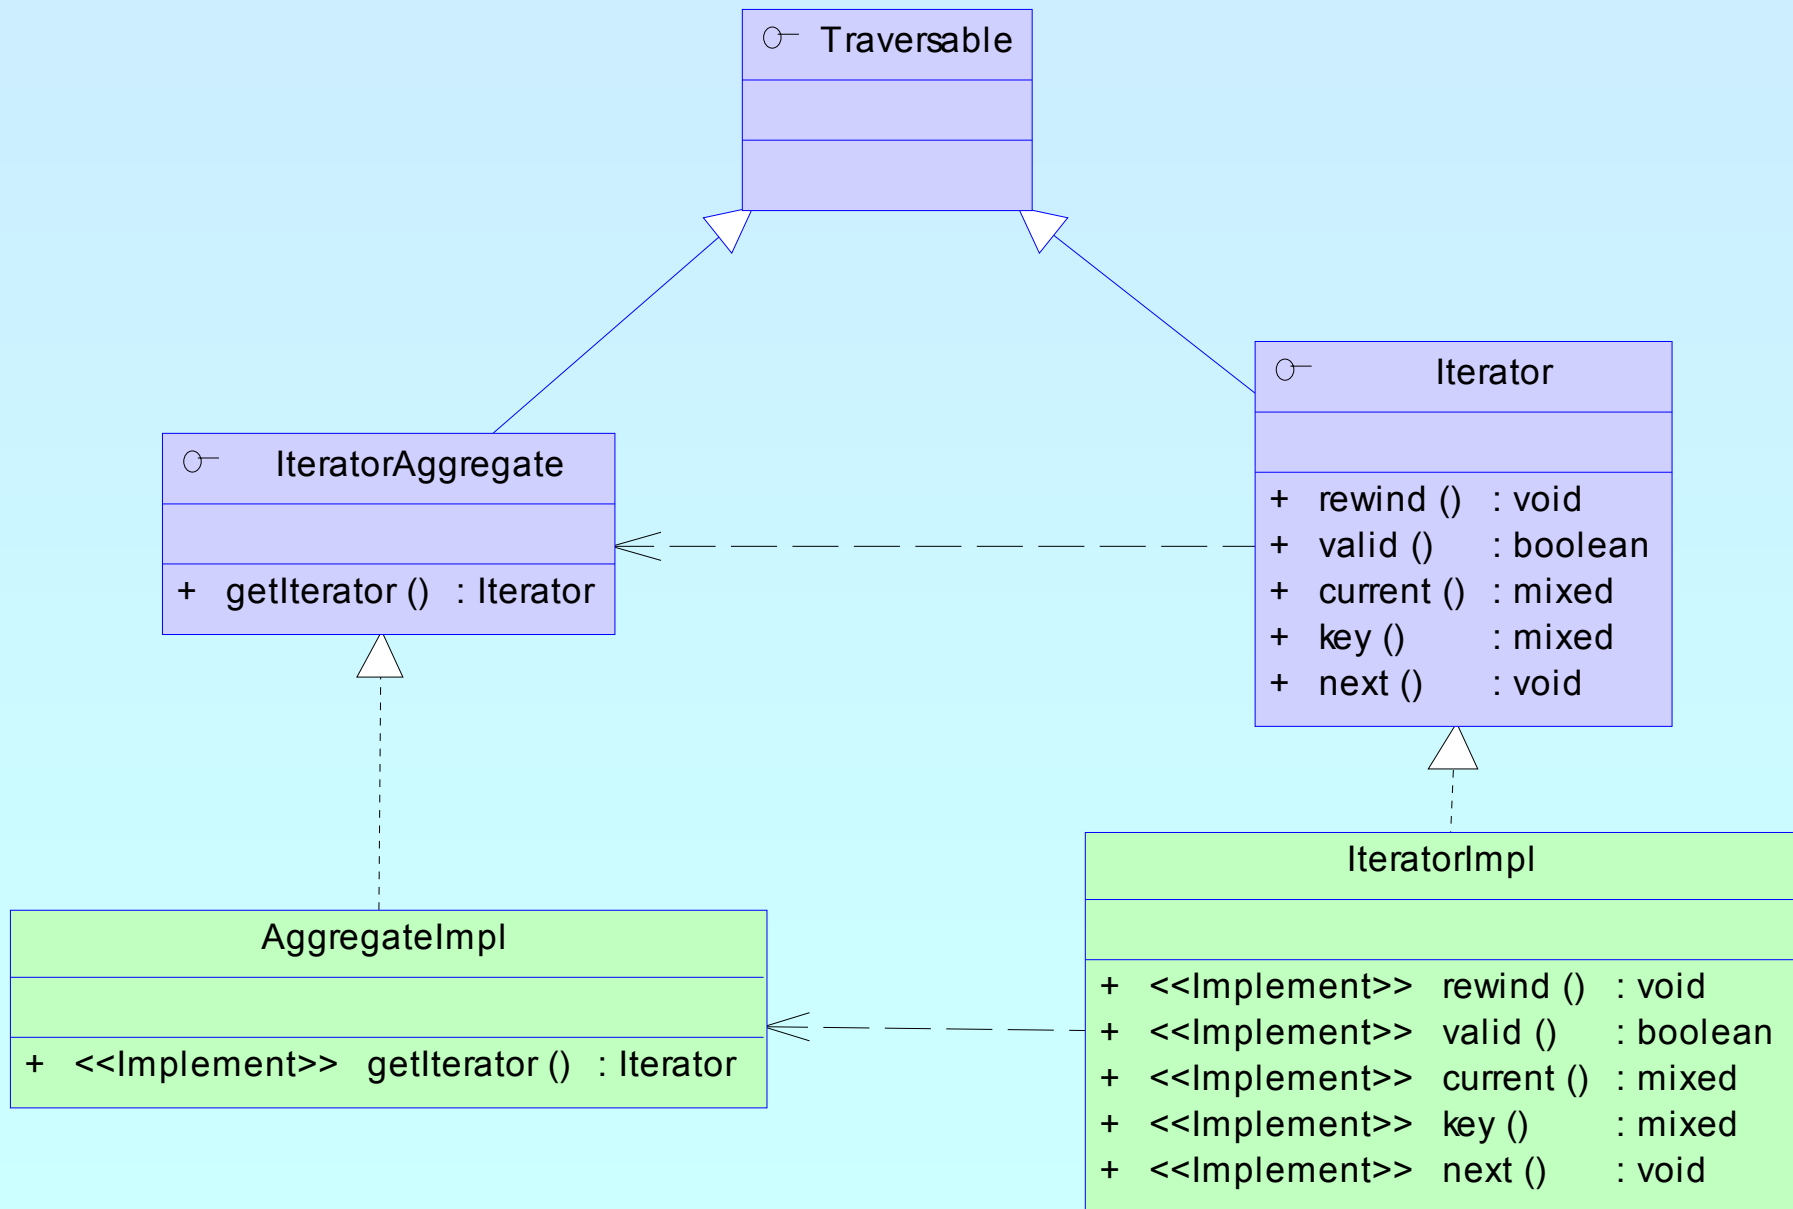 Traversable
Iterator
+ rewind () : void
+ valid () : boolean
+ current () : mixed
+ key () : mixed
+ next () : void
IteratorAggregate
+ getIterator () : Iterator
IteratorImpl
+ <<Implement>> rewind () : void
+ <<Implement>> valid () : boolean
+ <<Implement>> current () : mixed
+ <<Implement>> key () : mixed
+ <<Implement>> next () : void
AggregateImpl
+ <<Implement>> getIterator () : Iterator